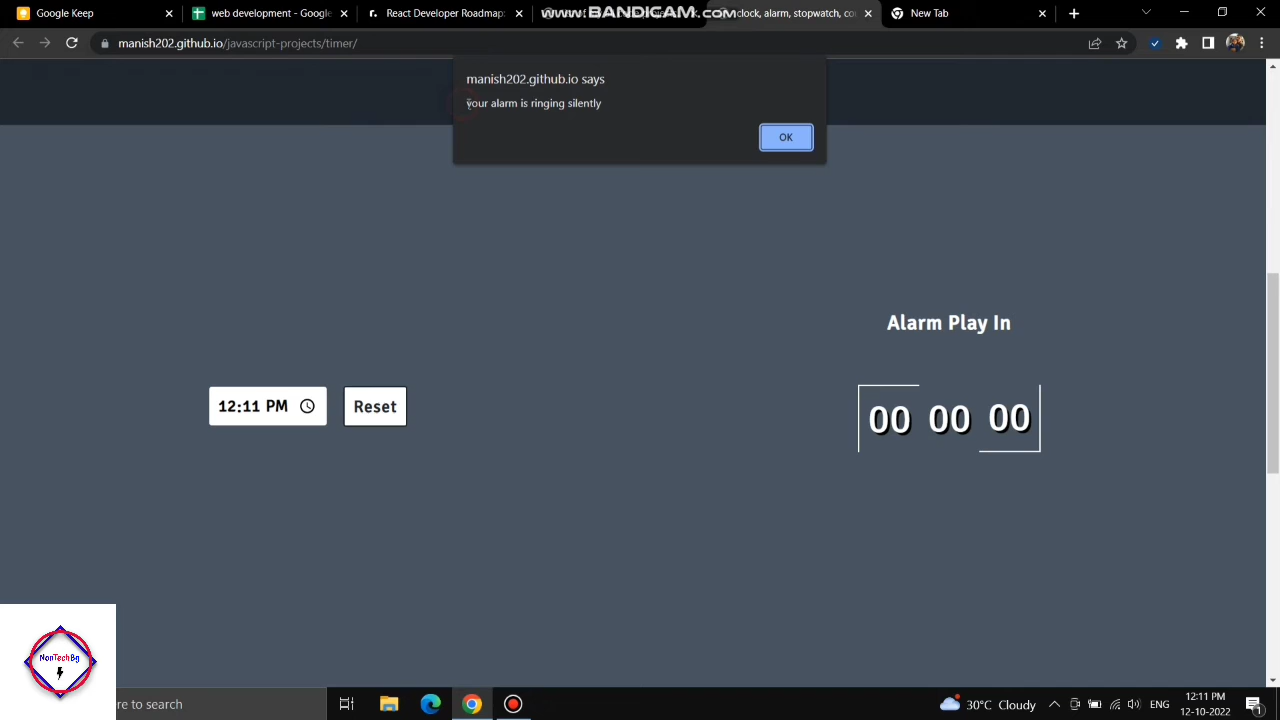 Google Keep
web development - Google
React Developer Roadmap:
WWW.BANDICAM.COM
clock, alarm, stopwatch, cou
New Tab
manish202.github.io/javascript-projects/timer/
manish202.github.io says
your alarm is ringing silently
OK
Alarm Play In
12:11 PM
Reset
00 00 00
NonTechBg
re to search
30°C Cloudy
ENG
12:11 PM
12-10-2022
1